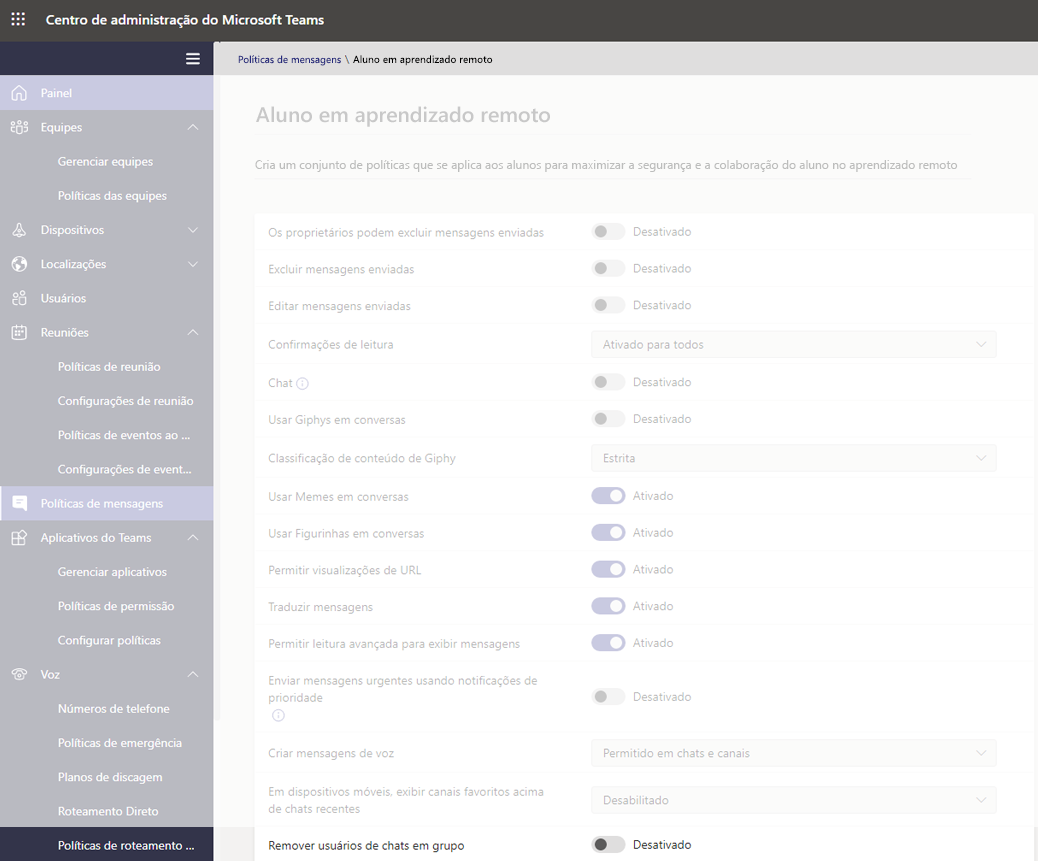 Centro de administração do Microsoft Teams
Políticas de mensagens \ Aluno em aprendizado remoto
Painel
Equipes
Gerenciar equipes
Políticas das equipes
Dispositivos
Localizações
Usuários
Reuniões
Políticas de reunião
Configurações de reunião
Políticas de eventos ao ...
Configurações de event...
Políticas de mensagens
Aplicativos do Teams
Gerenciar aplicativos
Políticas de permissão
Configurar políticas
Voz
Números de telefone
Políticas de emergência
Planos de discagem
Roteamento Direto
Políticas de roteamento ...
Aluno em aprendizado remoto
Cria um conjunto de políticas que se aplica aos alunos para maximizar a segurança e a colaboração do aluno no aprendizado remoto
Os proprietários podem excluir mensagens enviadas Desativado
Excluir mensagens enviadas Desativado
Editar mensagens enviadas Desativado
Confirmações de leitura Ativado para todos
Chat Desativado
Usar Giphys em conversas Desativado
Classificação de conteúdo de Giphy Estrita
Usar Memes em conversas Ativado
Usar Figurinhas em conversas Ativado
Permitir visualizações de URL Ativado
Traduzir mensagens Ativado
Permitir leitura avançada para exibir mensagens Ativado
Enviar mensagens urgentes usando notificações de
prioridade Desativado
Criar mensagens de voz Permitido em chats e canais
Em dispositivos móveis, exibir canais favoritos acima
de chats recentes Desabilitado
Remover usuários de chats em grupo Desativado